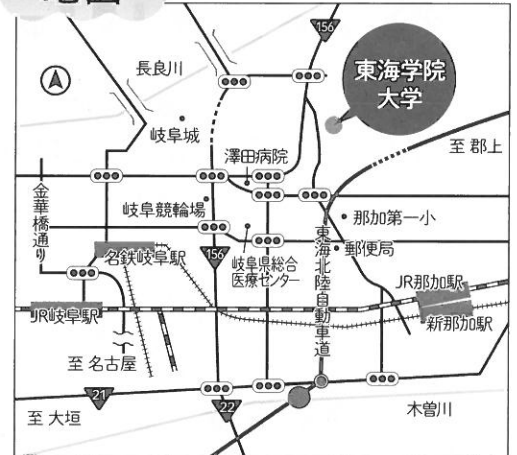 156
長良川
東海学院
大学
岐阜城
至 郡上
澤田病院
金華橋通り
岐阜競輪場
那加第一小
東海北陸自動車道
郵便局
名鉄岐阜駅
156
岐阜県総合
医療センター
JR那加駅
JR岐阜駅
新那加駅
至 名古屋
21
22
木曽川
至 大垣